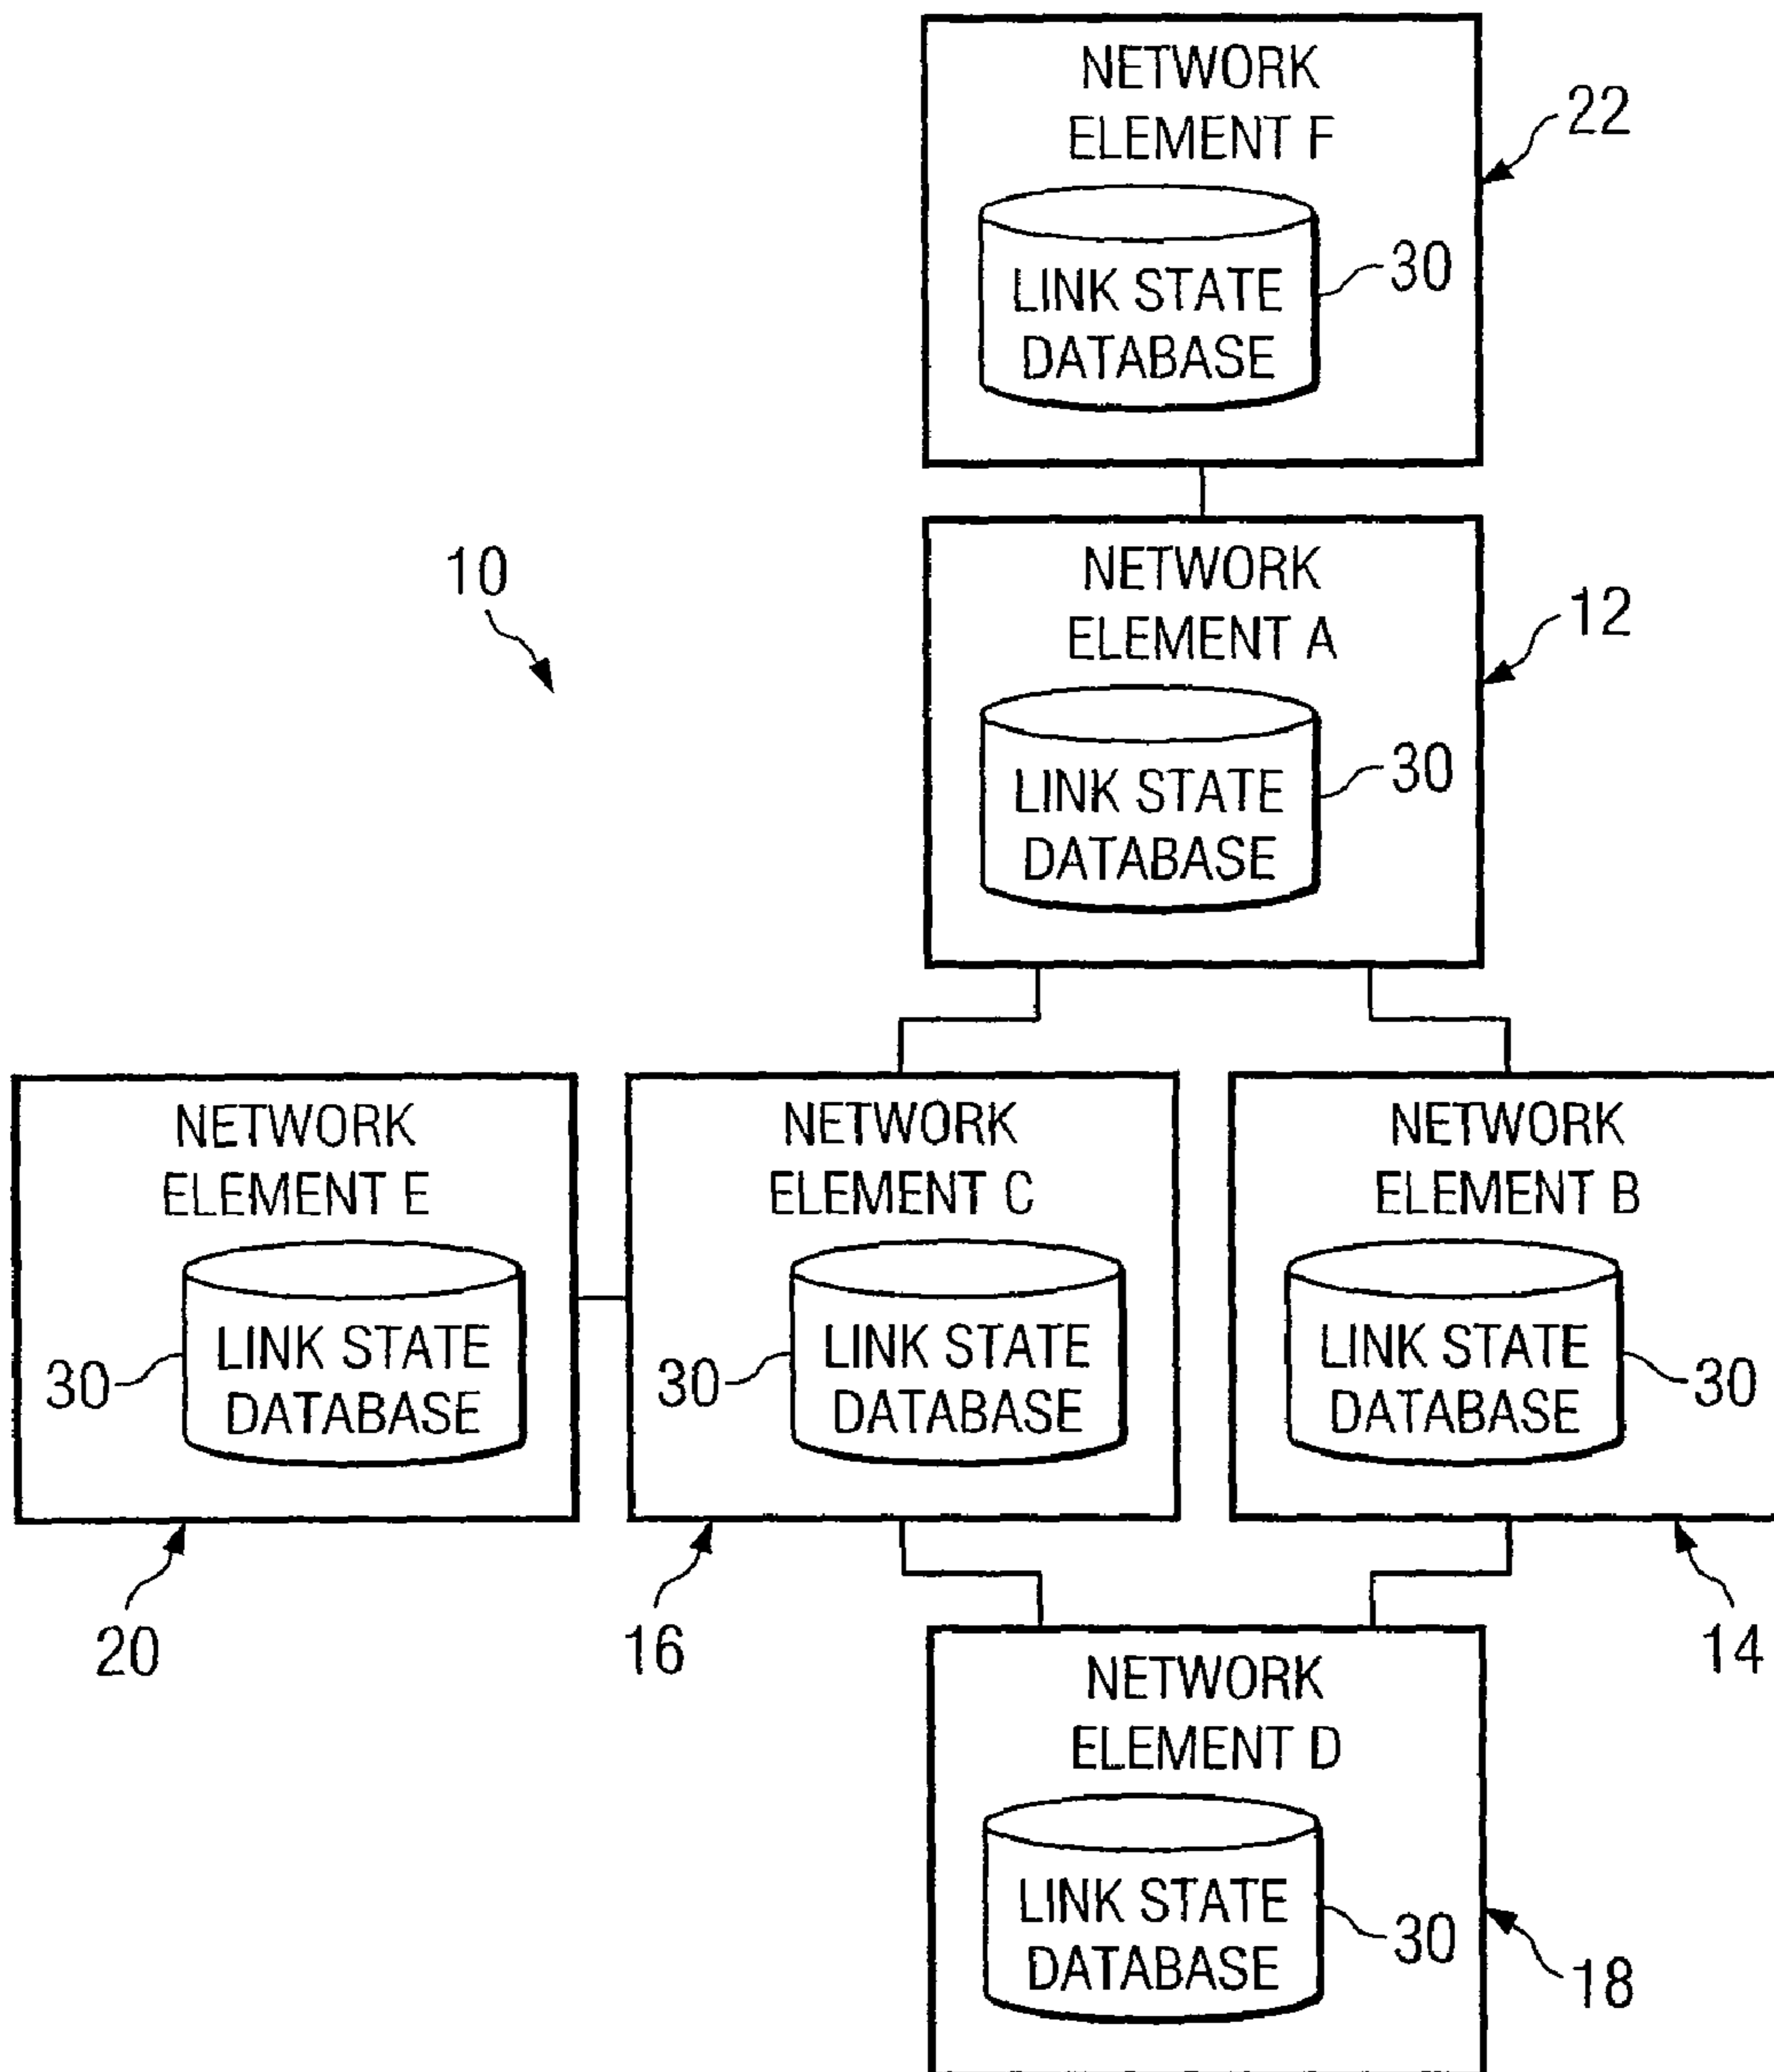 NETWORK
ELEMENT F
22
LINK STATE
DATABASE
30
10
NETWORK
ELEMENT A
12
LINK STATE
DATABASE
30
NETWORK
ELEMENT E
LINK STATE
DATABASE
30
20
NETWORK
ELEMENT C
LINK STATE
DATABASE
30
16
NETWORK
ELEMENT B
LINK STATE
DATABASE
30
14
NETWORK
ELEMENT D
LINK STATE
DATABASE
30
18